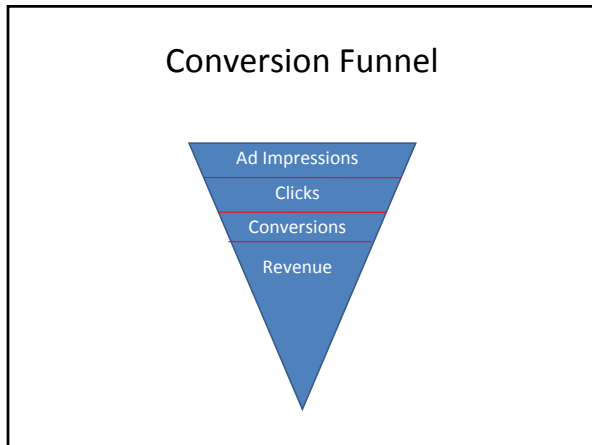 Conversion Funnel
Ad Impressions
Clicks
Conversions
Revenue